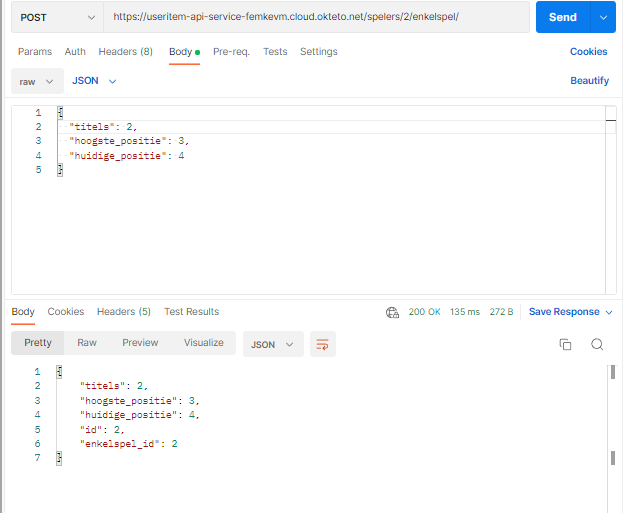 POST https://useritem-api-service-femkevm.cloud.okteto.net/spelers/2/enkelspel/ Send
Params Auth Headers (8) Body Pre-req. Tests Settings Cookies
raw JSON Beautify
1 {
2 "titels": 2,
3 "hoogste_positie": 3,
4 "huidige_positie": 4
5 }
Body Cookies Headers (5) Test Results 200 OK 135 ms 272 B Save Response
Pretty Raw Preview Visualize JSON
1 {
2 "titels": 2,
3 "hoogste_positie": 3,
4 "huidige_positie": 4,
5 "id": 2,
6 "enkelspel_id": 2
7 }